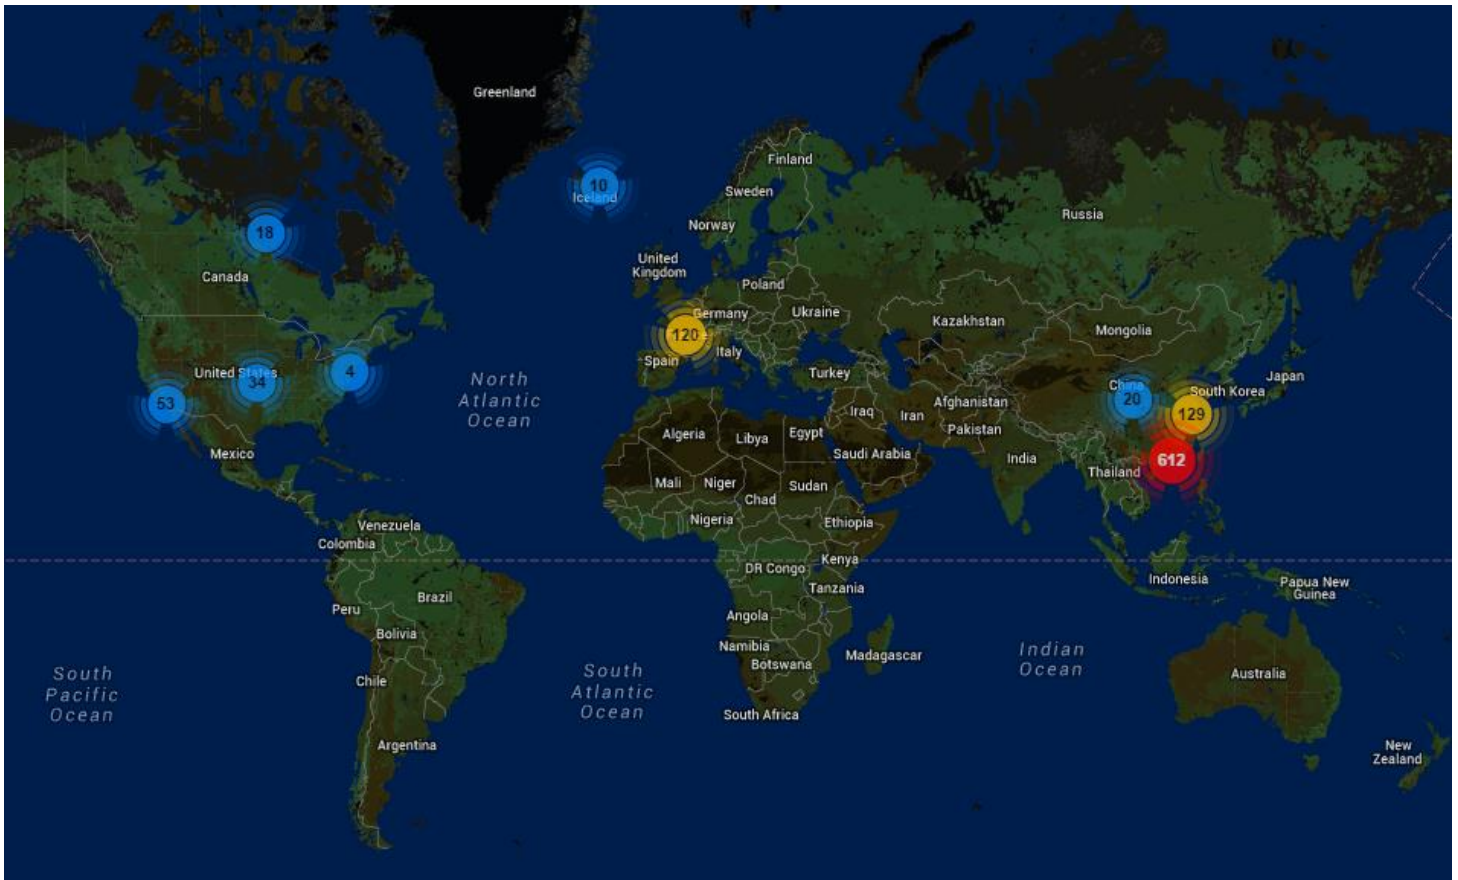 Greenland
Finland
10
Iceland
Sweden
Russia
Norway
18
United
Kingdom
Canada
Poland
Germany
Ukraine
Kazakhstan
Mongolia
120
Italy
Spain
United States
34
4
53
North
Atlantic
Ocean
Turkey
China
20
Japan
South Korea
129
Iraq
Iran
Afghanistan
Pakistan
Algeria
Libya
Egypt
Saudi Arabia
India
Mexico
612
Thailand
Mali
Niger
Chad
Sudan
Nigeria
Ethiopia
Venezuela
Colombia
Kenya
DR Congo
Tanzania
Indonesia
Papua New
Guinea
Brazil
Peru
Angola
Bolivia
Namibia
Botswana
Madagascar
Indian
Ocean
South
Pacific
Ocean
South
Atlantic
Ocean
Chile
Australia
South Africa
Argentina
New
Zealand